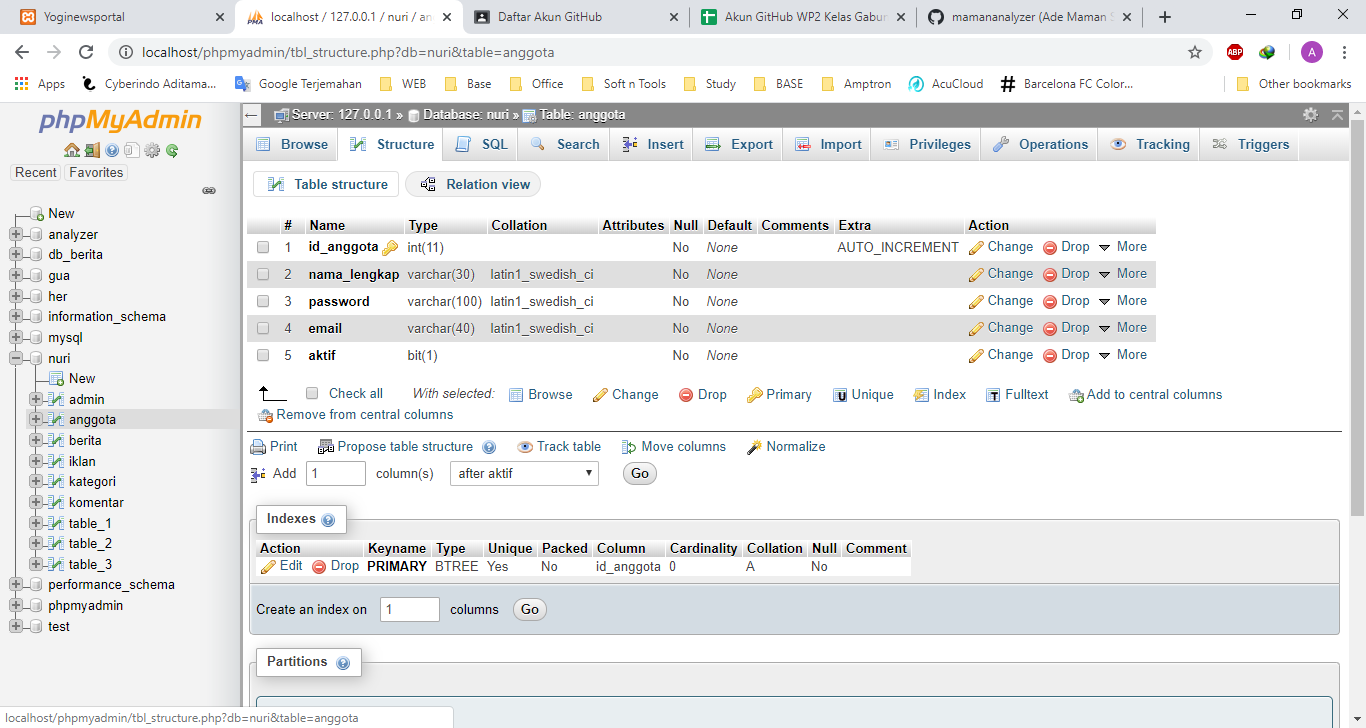 Yoginewsportal
localhost / 127.0.0.1 / nuri / an
Daftar Akun GitHub
Akun GitHub WP2 Kelas Gabun
mamananalyzer (Ade Maman S
localhost/phpmyadmin/tbl_structure.php?db=nuri&table=anggota
ABP
A
Apps
Cyberindo Aditama...
Google Terjemahan
WEB
Base
Office
Soft n Tools
Study
BASE
Amptron
AcuCloud
Barcelona FC Color...
Other bookmarks
phpMyAdmin
Recent
Favorites
New
analyzer
db_berita
gua
her
information_schema
mysql
nuri
New
admin
anggota
berita
iklan
kategori
komentar
table_1
table_2
table_3
performance_schema
phpmyadmin
test
Server: 127.0.0.1 » Database: nuri » Table: anggota
Browse Structure SQL Search Insert Export Import Privileges Operations Tracking Triggers
Table structure Relation view
# Name Type Collation Attributes Null Default Comments Extra Action
1 id_anggota int(11) No None AUTO_INCREMENT Change Drop More
2 nama_lengkap varchar(30) latin1_swedish_ci No None Change Drop More
3 password varchar(100) latin1_swedish_ci No None Change Drop More
4 email varchar(40) latin1_swedish_ci No None Change Drop More
5 aktif bit(1) No None Change Drop More
Check all With selected: Browse Change Drop Primary Unique Index Fulltext Add to central columns
Remove from central columns
Print Propose table structure Track table Move columns Normalize
Add 1 column(s) after aktif Go
Indexes
Action Keyname Type Unique Packed Column Cardinality Collation Null Comment
Edit Drop PRIMARY BTREE Yes No id_anggota 0 A No
Create an index on 1 columns Go
Partitions
localhost/phpmyadmin/tbl_structure.php?db=nuri&table=anggota